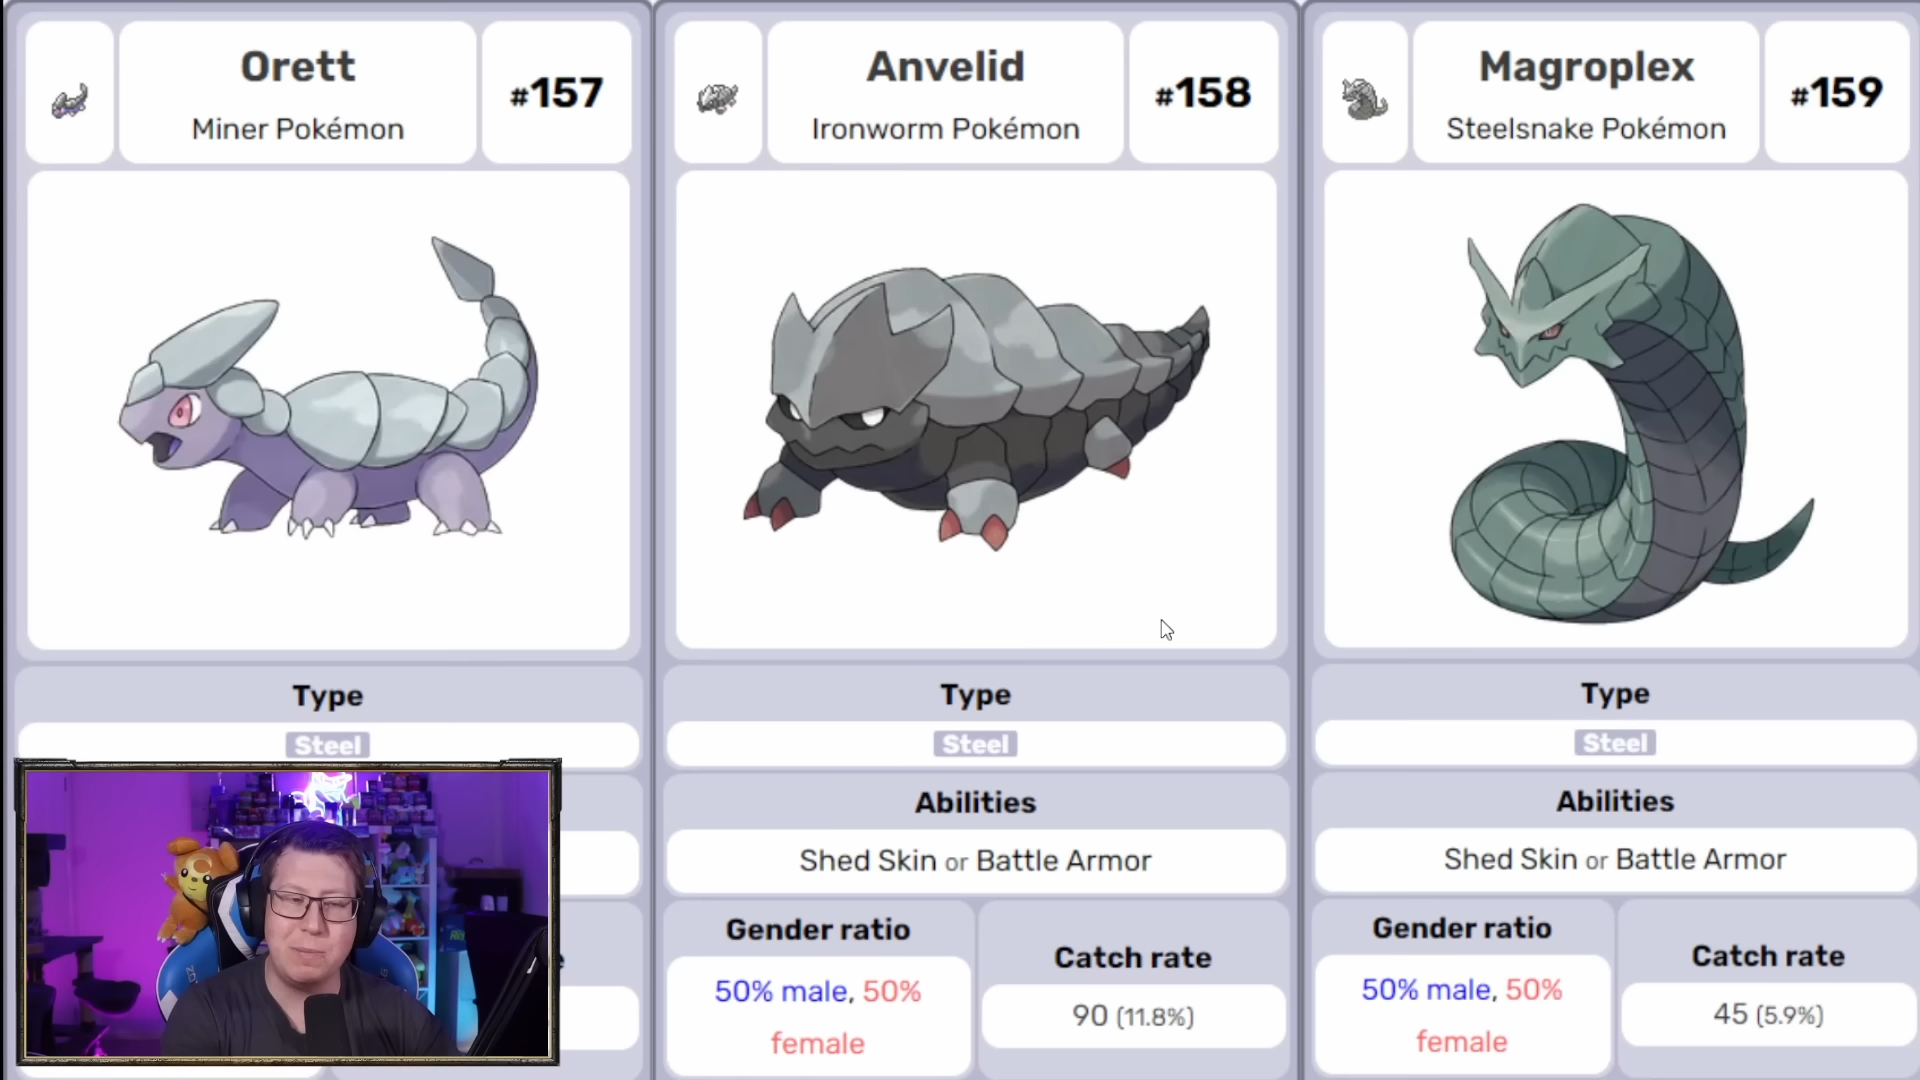 Orett
Miner Pokémon
#157
Anvelid
Ironworm Pokémon
#158
Magroplex
Steelsnake Pokémon
#159
Type
Steel
Type
Steel
Abilities
Shed Skin or Battle Armor
Gender ratio
50% male, 50%
female
Catch rate
90 (11.8%)
Type
Steel
Abilities
Shed Skin or Battle Armor
Gender ratio
50% male, 50%
female
Catch rate
45 (5.9%)